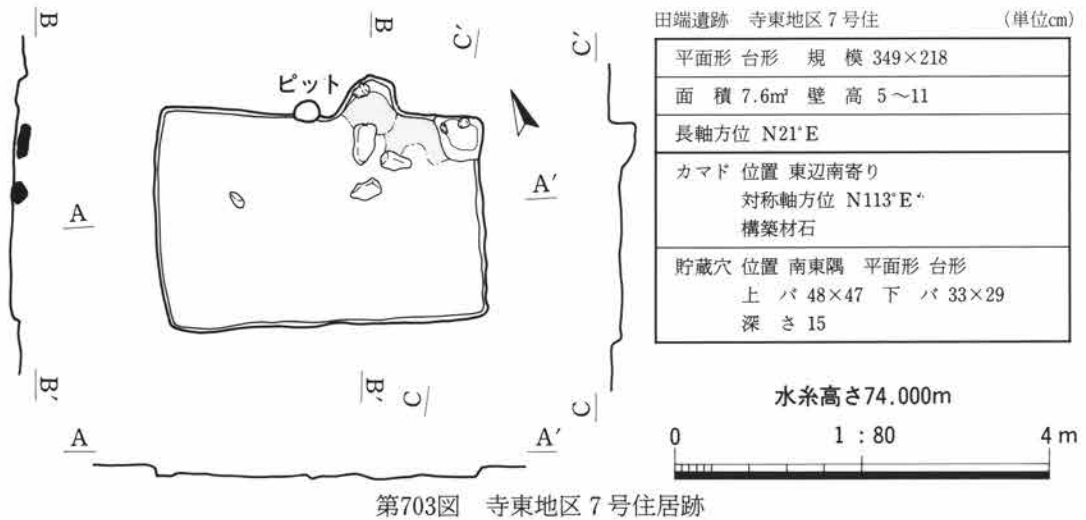 B
B
C′
C′
ピット
A
A′
B′
B′
C
C
A
A′
田端遺跡 寺東地区7号住 (単位cm)
平面形 台形 規 模 349×218
面 積 7.6㎡ 壁 高 5～11
長軸方位 N21°E
カマド 位置 東辺南寄り
対称軸方位 N113°E
構築材石
貯蔵穴 位置 南東隅 平面形 台形
上 バ 48×47 下 バ 33×29
深 さ 15
水糸高さ74.000m
0 1:80 4m
第703図 寺東地区7号住居跡